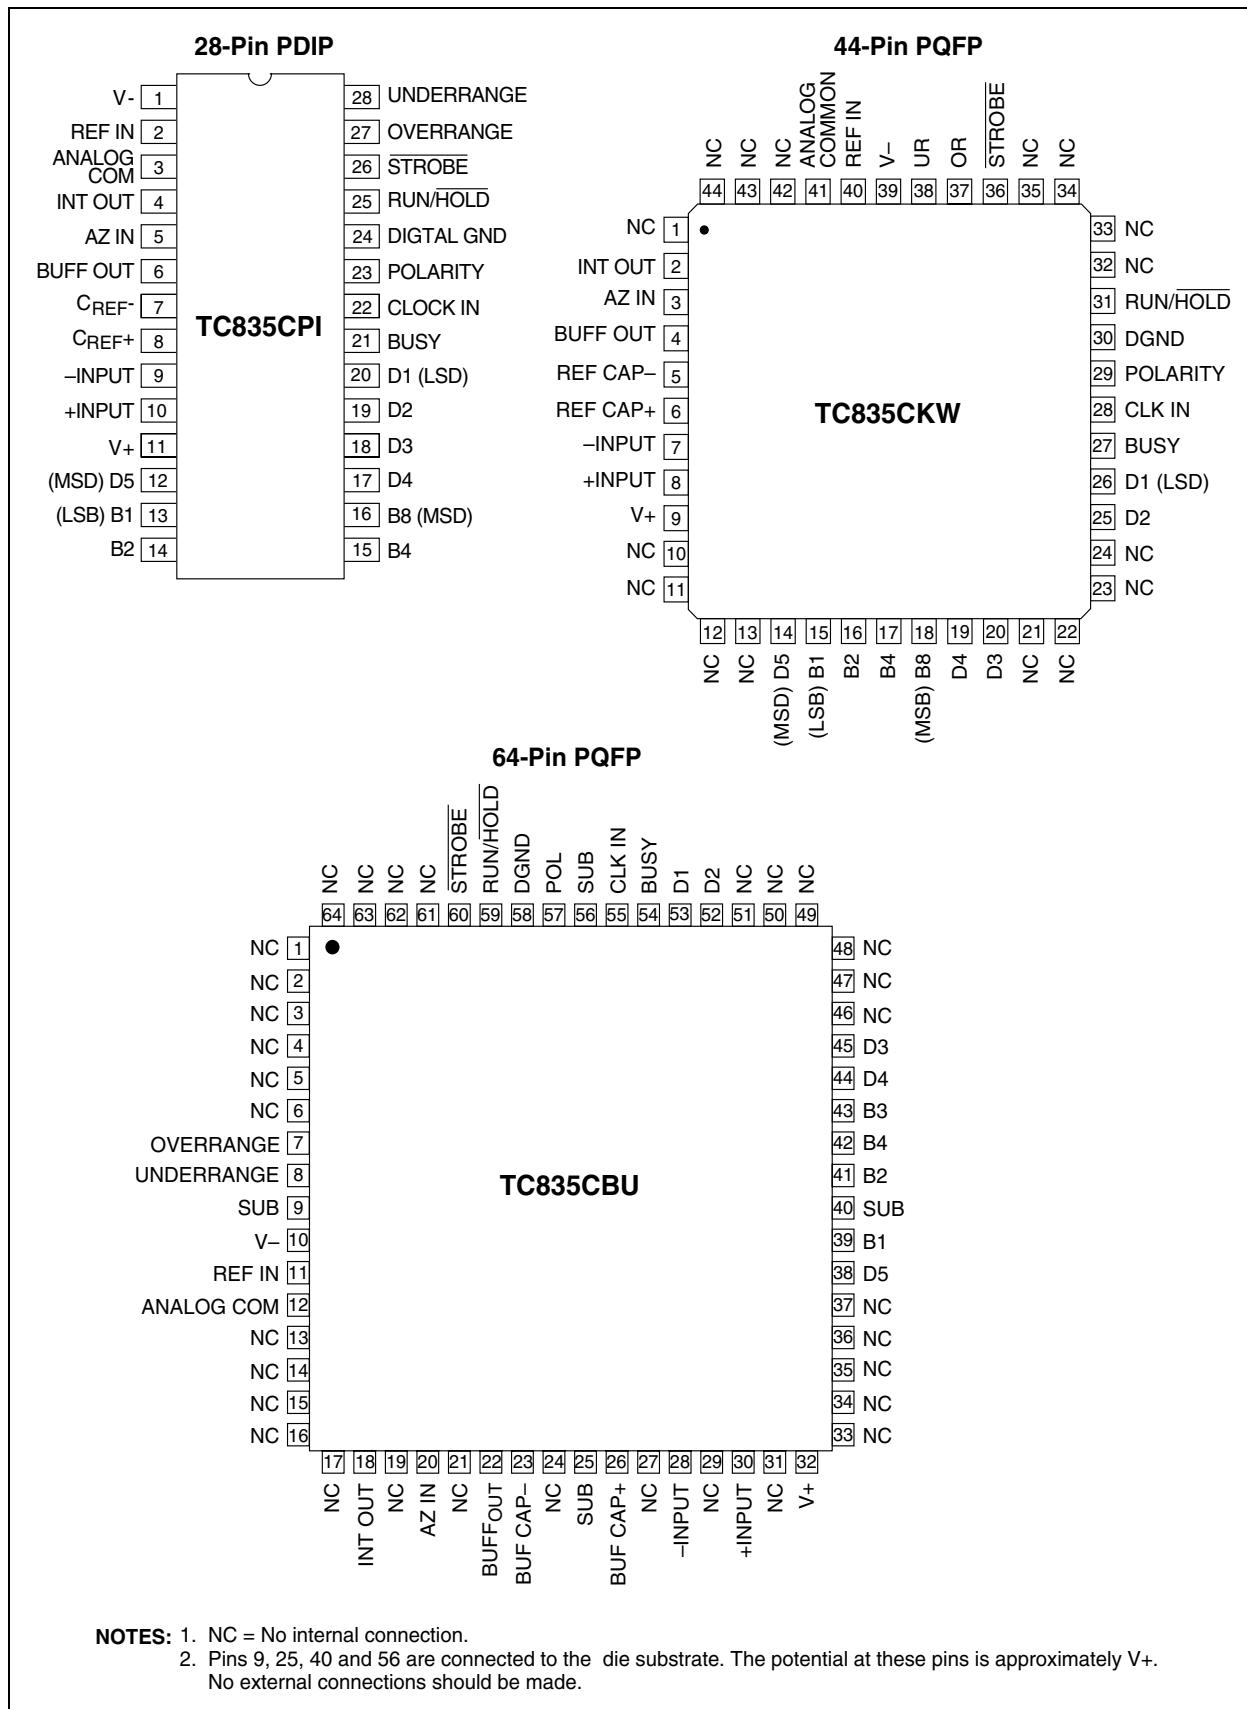 28-Pin PDIP
V- 1
REF IN 2
ANALOG
COM 3
INT OUT 4
AZ IN 5
BUFF OUT 6
CREF- 7
CREF+ 8
–INPUT 9
+INPUT 10
V+ 11
(MSD) D5 12
(LSB) B1 13
B2 14
TC835CPI
28 UNDERRANGE
27 OVERRANGE
26 STROBE
25 RUN/HOLD
24 DIGTAL GND
23 POLARITY
22 CLOCK IN
21 BUSY
20 D1 (LSD)
19 D2
18 D3
17 D4
16 B8 (MSD)
15 B4
44-Pin PQFP
NC 44
NC 43
NC 42
ANALOG
COMMON 41
REF IN 40
V– 39
UR 38
OR 37
STROBE 36
NC 35
NC 34
NC 1
INT OUT 2
AZ IN 3
BUFF OUT 4
REF CAP– 5
REF CAP+ 6
–INPUT 7
+INPUT 8
V+ 9
NC 10
NC 11
TC835CKW
33 NC
32 NC
31 RUN/HOLD
30 DGND
29 POLARITY
28 CLK IN
27 BUSY
26 D1 (LSD)
25 D2
24 NC
23 NC
12 NC
13 NC
14 (MSD) D5
15 (LSB) B1
16 B2
17 B4
18 (MSB) B8
19 D4
20 D3
21 NC
22 NC
64-Pin PQFP
NC 64
NC 63
NC 62
NC 61
STROBE 60
RUN/HOLD 59
DGND 58
POL 57
SUB 56
CLK IN 55
BUSY 54
D1 53
D2 52
NC 51
NC 50
NC 49
NC 1
NC 2
NC 3
NC 4
NC 5
NC 6
OVERRANGE 7
UNDERRANGE 8
SUB 9
V– 10
REF IN 11
ANALOG COM 12
NC 13
NC 14
NC 15
NC 16
TC835CBU
48 NC
47 NC
46 NC
45 D3
44 D4
43 B3
42 B4
41 B2
40 SUB
39 B1
38 D5
37 NC
36 NC
35 NC
34 NC
33 NC
17 NC
18 INT OUT
19 NC
20 AZ IN
21 NC
22 BUFFOUT
23 BUF CAP–
24 NC
25 SUB
26 BUF CAP+
27 NC
28 –INPUT
29 NC
30 +INPUT
31 NC
32 V+
NOTES: 1. NC = No internal connection.
2. Pins 9, 25, 40 and 56 are connected to the die substrate. The potential at these pins is approximately V+.
No external connections should be made.